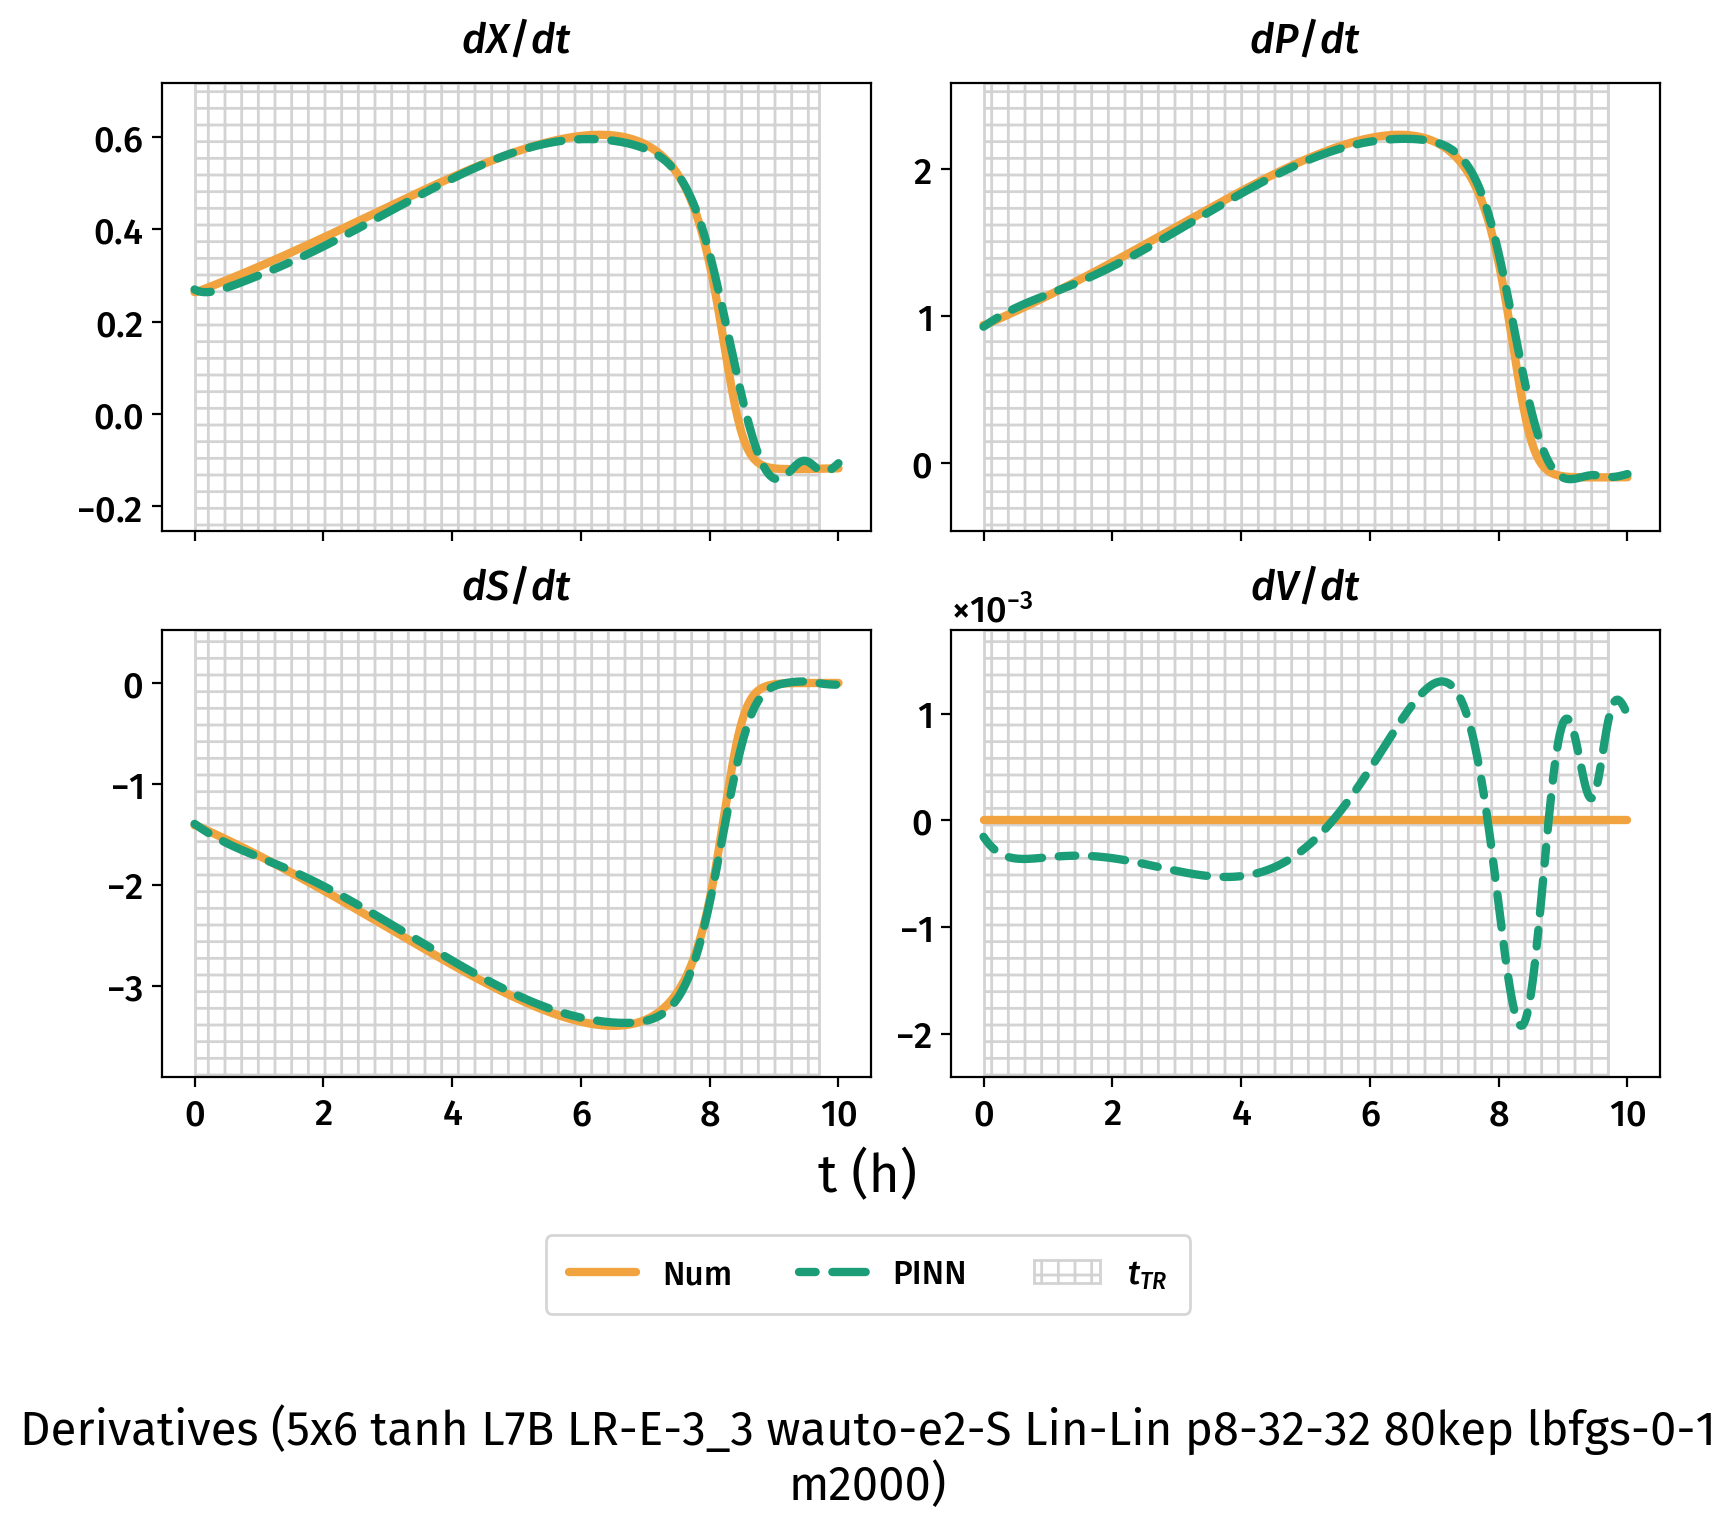 dX/dt
dP/dt
0.6
0.4
0.2
0.0
−0.2
2
1
0
dS/dt
dV/dt
×10⁻³
0
−1
−2
−3
1
0
−1
−2
0 2 4 6 8 10
0 2 4 6 8 10
t (h)
Num PINN t_TR
Derivatives (5x6 tanh L7B LR-E-3_3 wauto-e2-S Lin-Lin p8-32-32 80kep lbfgs-0-1
m2000)